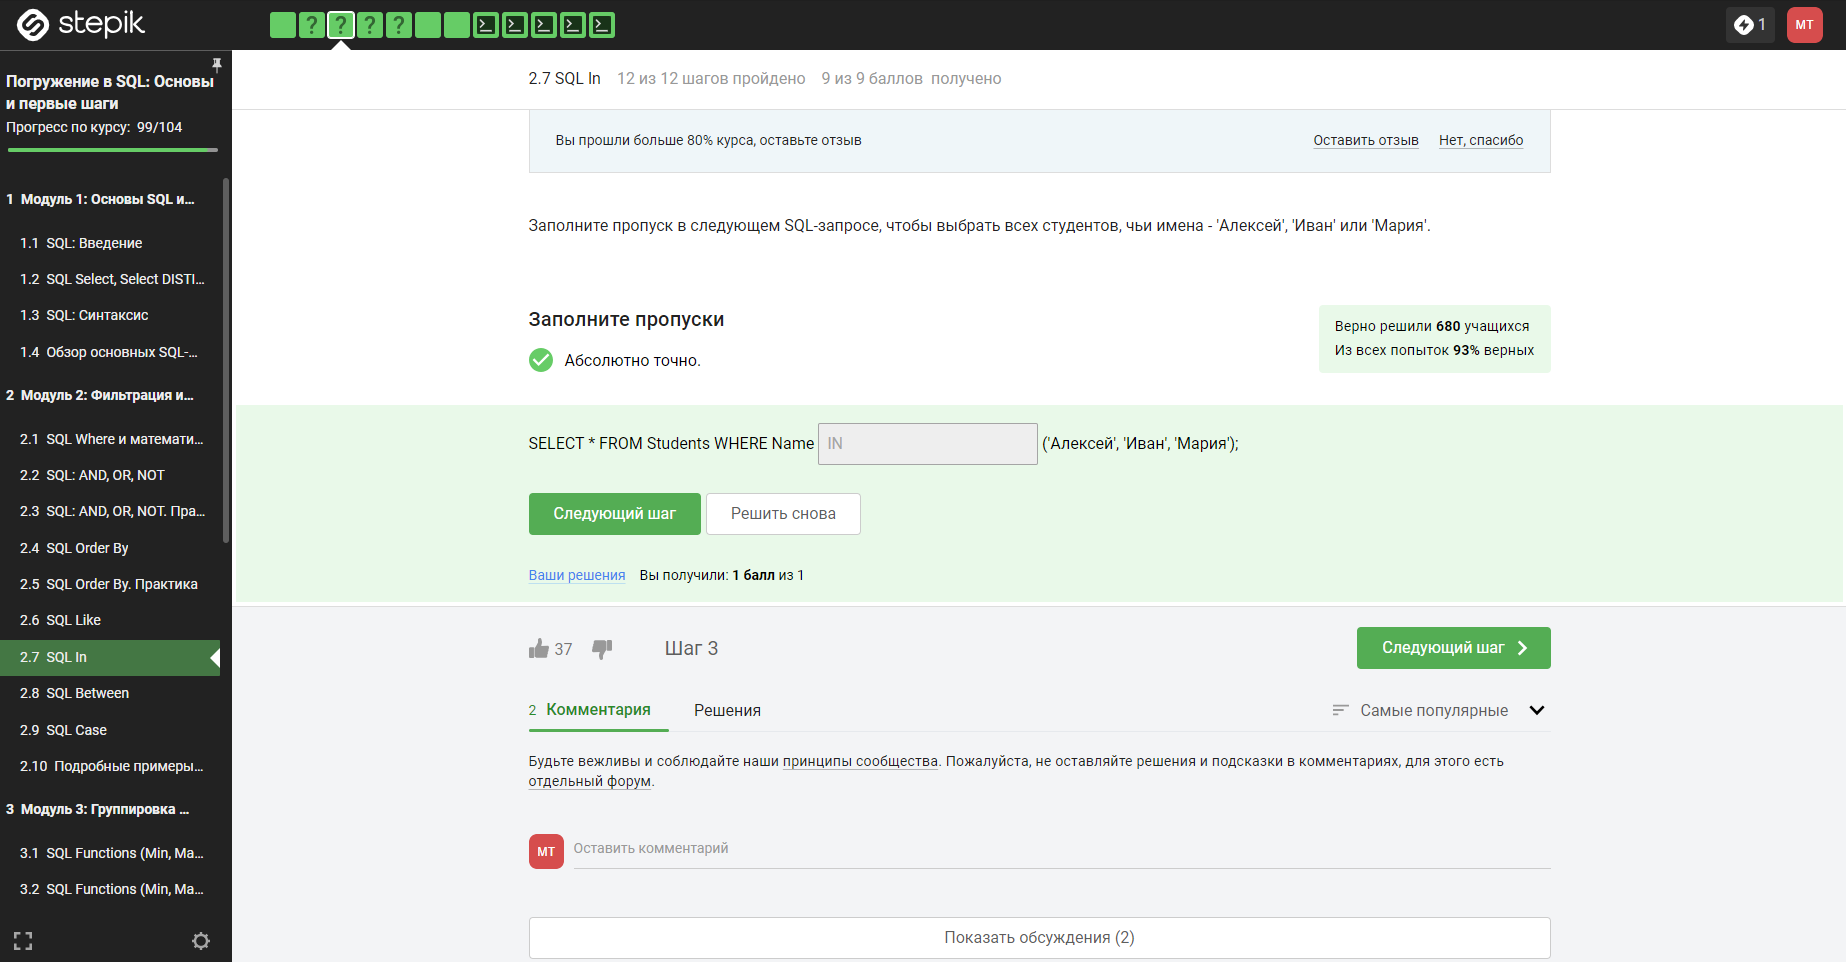 stepik
? ? ? ?
1
MT
Погружение в SQL: Основы
и первые шаги
Прогресс по курсу: 99/104
1 Модуль 1: Основы SQL и...
1.1 SQL: Введение
1.2 SQL Select, Select DISTI...
1.3 SQL: Синтаксис
1.4 Обзор основных SQL-...
2 Модуль 2: Фильтрация и...
2.1 SQL Where и математи...
2.2 SQL: AND, OR, NOT
2.3 SQL: AND, OR, NOT. Пра...
2.4 SQL Order By
2.5 SQL Order By. Практика
2.6 SQL Like
2.7 SQL In
2.8 SQL Between
2.9 SQL Case
2.10 Подробные примеры...
3 Модуль 3: Группировка ...
3.1 SQL Functions (Min, Ma...
3.2 SQL Functions (Min, Ma...
2.7 SQL In 12 из 12 шагов пройдено 9 из 9 баллов получено
Вы прошли больше 80% курса, оставьте отзыв Оставить отзыв Нет, спасибо
Заполните пропуск в следующем SQL-запросе, чтобы выбрать всех студентов, чьи имена - 'Алексей', 'Иван' или 'Мария'.
Заполните пропуски
Абсолютно точно.
Верно решили 680 учащихся
Из всех попыток 93% верных
SELECT * FROM Students WHERE Name IN ('Алексей', 'Иван', 'Мария');
Следующий шаг Решить снова
Ваши решения Вы получили: 1 балл из 1
37 Шаг 3 Следующий шаг
2 Комментария Решения Самые популярные
Будьте вежливы и соблюдайте наши принципы сообщества. Пожалуйста, не оставляйте решения и подсказки в комментариях, для этого есть
отдельный форум.
MT Оставить комментарий
Показать обсуждения (2)